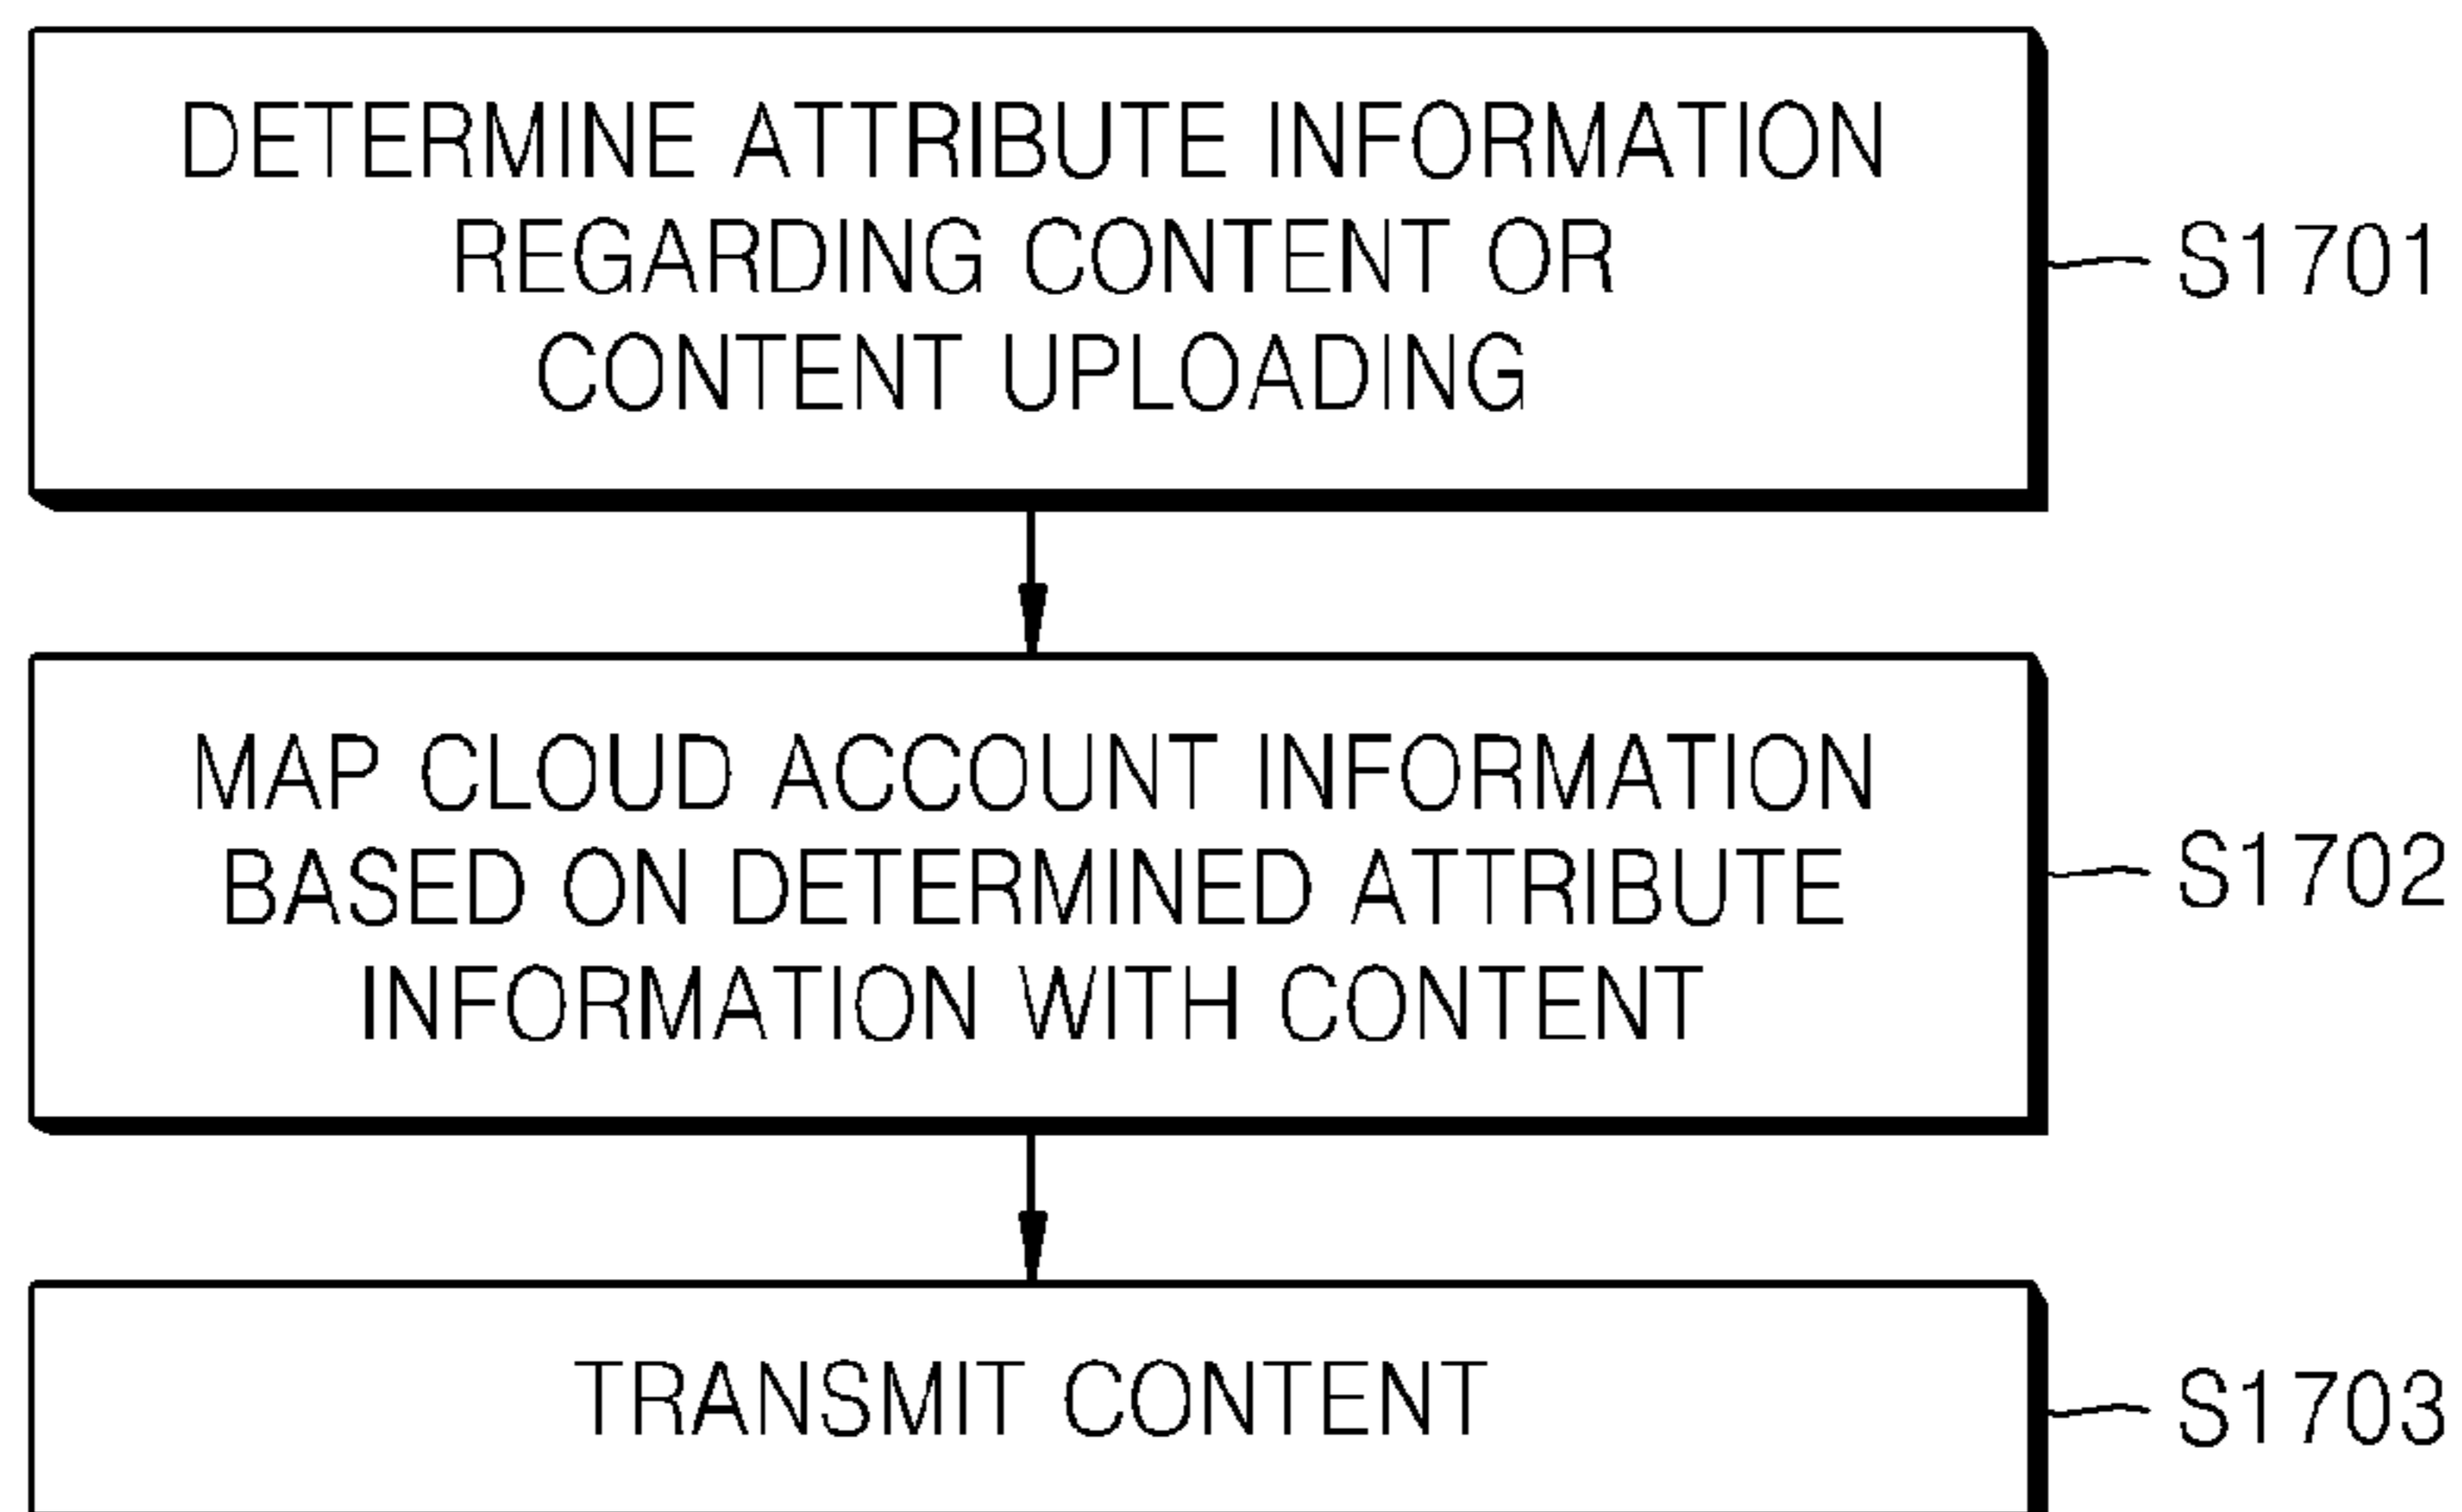 DETERMINE ATTRIBUTE INFORMATION
REGARDING CONTENT OR
CONTENT UPLOADING
S1701
MAP CLOUD ACCOUNT INFORMATION
BASED ON DETERMINED ATTRIBUTE
INFORMATION WITH CONTENT
S1702
TRANSMIT CONTENT
S1703